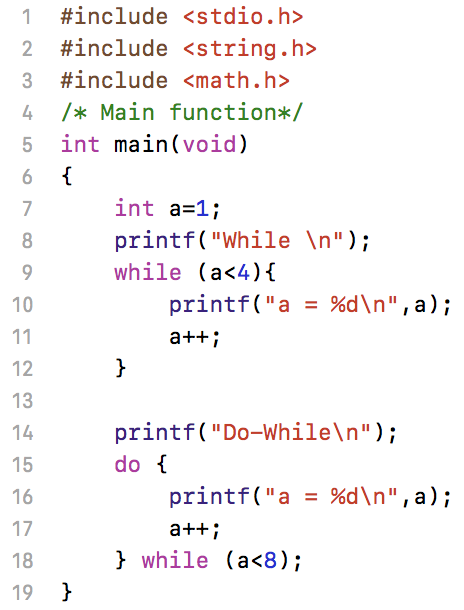 1 #include <stdio.h>
2 #include <string.h>
3 #include <math.h>
4 /* Main function*/
5 int main(void)
6 {
7     int a=1;
8     printf("While \n");
9     while (a<4){
10         printf("a = %d\n",a);
11         a++;
12     }
13
14     printf("Do-While\n");
15     do {
16         printf("a = %d\n",a);
17         a++;
18     } while (a<8);
19 }